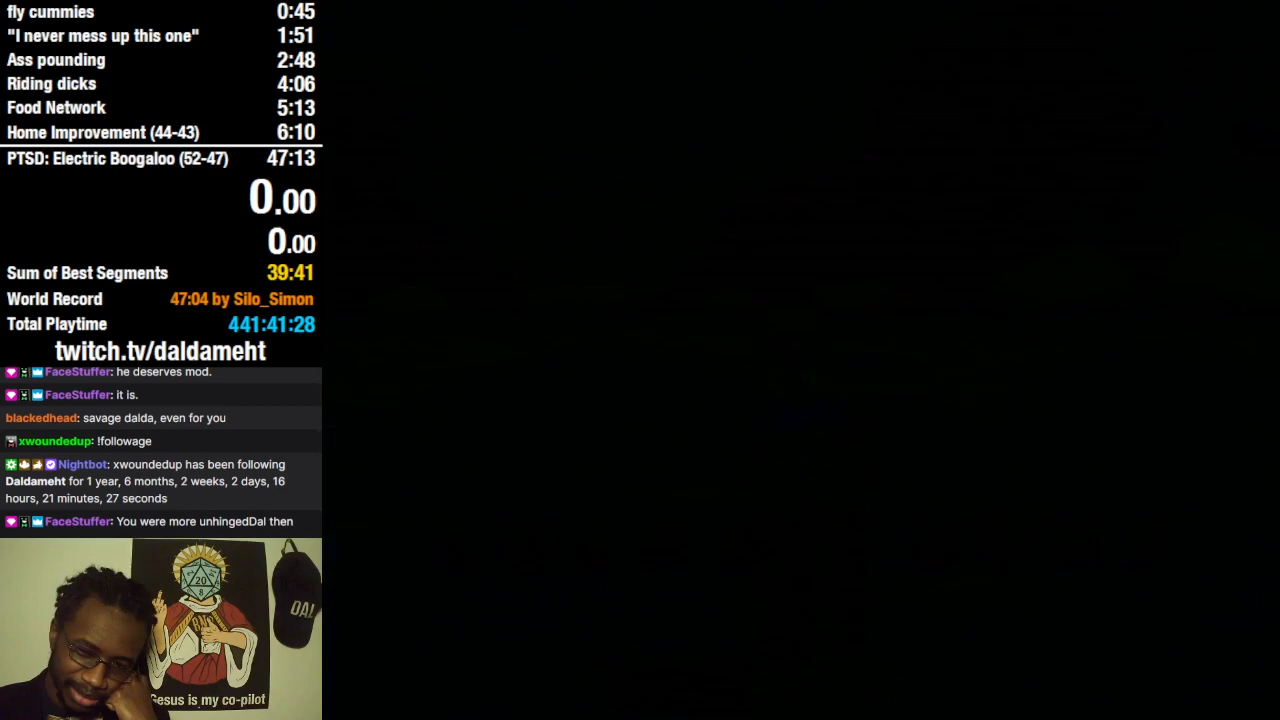 fly cummies 0:45
"I never mess up this one" 1:51
Ass pounding 2:48
Riding dicks 4:06
Food Network 5:13
Home Improvement (44-43) 6:10
PTSD: Electric Boogaloo (52-47) 47:13
0.00
0.00
Sum of Best Segments 39:41
World Record 47:04 by Silo_Simon
Total Playtime 441:41:28
twitch.tv/daldameht
FaceStuffer: he deserves mod.
FaceStuffer: it is.
blackedhead: savage dalda, even for you
xwoundedup: !followage
Nightbot: xwoundedup has been following
Daldameht for 1 year, 6 months, 2 weeks, 2 days, 16
hours, 21 minutes, 27 seconds
FaceStuffer: You were more unhingedDal then
20
8
DAL
Gesus is my co-pilot